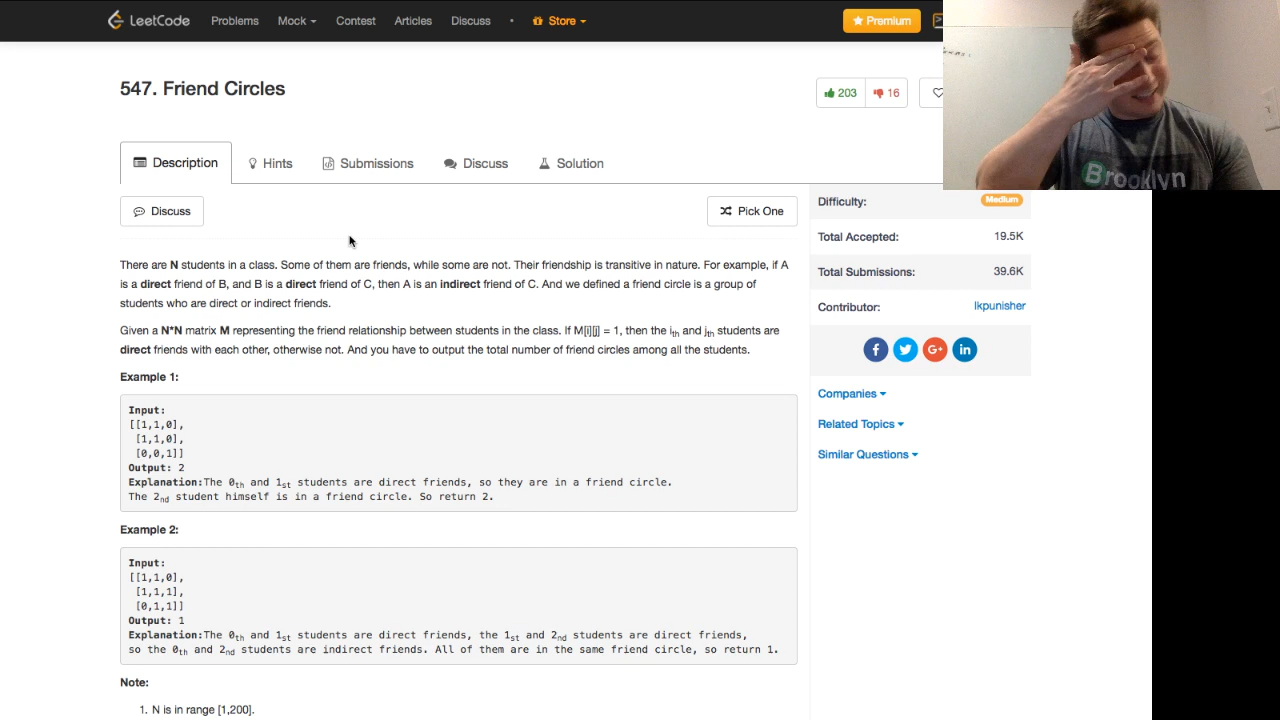 LeetCode Problems Mock Contest Articles Discuss • Store Premium
547. Friend Circles
203 16
Description Hints Submissions Discuss Solution
Discuss Pick One
There are N students in a class. Some of them are friends, while some are not. Their friendship is transitive in nature. For example, if A
is a direct friend of B, and B is a direct friend of C, then A is an indirect friend of C. And we defined a friend circle is a group of
students who are direct or indirect friends.
Given a N*N matrix M representing the friend relationship between students in the class. If M[i][j] = 1, then the ith and jth students are
direct friends with each other, otherwise not. And you have to output the total number of friend circles among all the students.
Example 1:
Input:
[[1,1,0],
[1,1,0],
[0,0,1]]
Output: 2
Explanation:The 0th and 1st students are direct friends, so they are in a friend circle.
The 2nd student himself is in a friend circle. So return 2.
Example 2:
Input:
[[1,1,0],
[1,1,1],
[0,1,1]]
Output: 1
Explanation:The 0th and 1st students are direct friends, the 1st and 2nd students are direct friends,
so the 0th and 2nd students are indirect friends. All of them are in the same friend circle, so return 1.
Note:
1. N is in range [1,200].
Difficulty: Medium
Total Accepted: 19.5K
Total Submissions: 39.6K
Contributor: lkpunisher
Companies
Related Topics
Similar Questions
Brooklyn